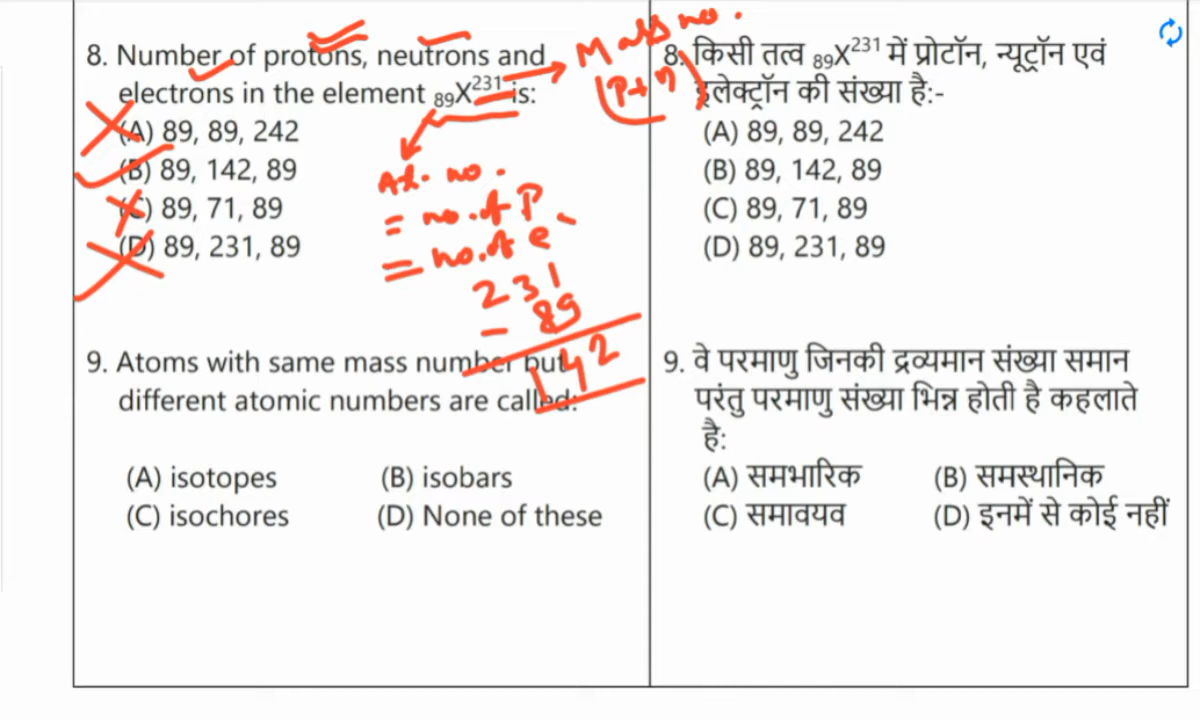 8. Number of protons, neutrons and
electrons in the element ₈₉X²³¹ is:
(A) 89, 89, 242
(B) 89, 142, 89
(C) 89, 71, 89
(D) 89, 231, 89
Mass no.
(P+n)
At. no.
= no. of P
= no. of e
231
- 89
142
9. Atoms with same mass number but
different atomic numbers are called:
(A) isotopes (B) isobars
(C) isochores (D) None of these
8. किसी तत्व ₈₉X²³¹ में प्रोटॉन, न्यूट्रॉन एवं
इलेक्ट्रॉन की संख्या है:-
(A) 89, 89, 242
(B) 89, 142, 89
(C) 89, 71, 89
(D) 89, 231, 89
9. वे परमाणु जिनकी द्रव्यमान संख्या समान
परंतु परमाणु संख्या भिन्न होती है कहलाते
है:
(A) समभारिक (B) समस्थानिक
(C) समावयव (D) इनमें से कोई नहीं